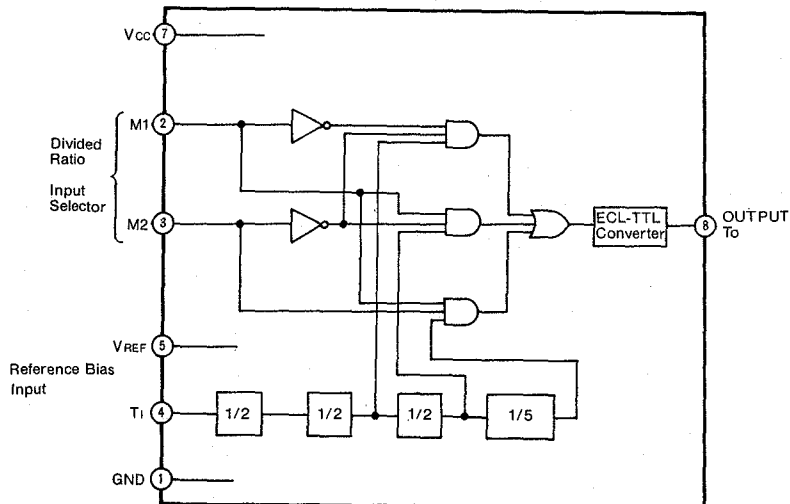 Vcc 7
M1 2
Divided
Ratio
Input
Selector
M2 3
ECL-TTL
Converter
8 OUTPUT
To
VREF 5
Reference Bias
Input
TI 4
1/2
1/2
1/2
1/5
GND 1